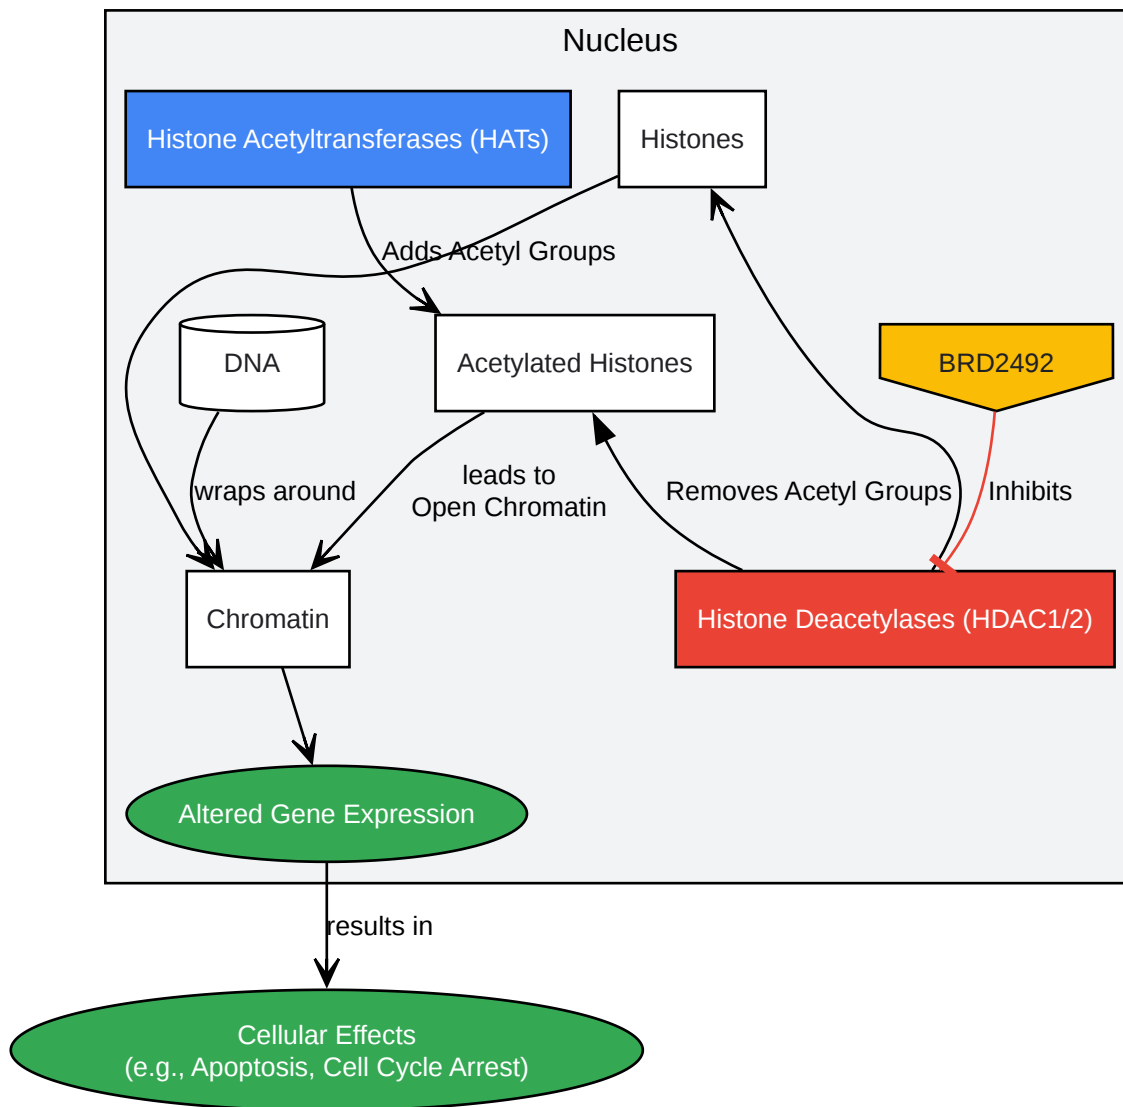 Nucleus
Histone Acetyltransferases (HATs)
Histones
Adds Acetyl Groups
DNA
Acetylated Histones
BRD2492
wraps around
leads to
Open Chromatin
Removes Acetyl Groups
Inhibits
Chromatin
Histone Deacetylases (HDAC1/2)
Altered Gene Expression
results in
Cellular Effects
(e.g., Apoptosis, Cell Cycle Arrest)